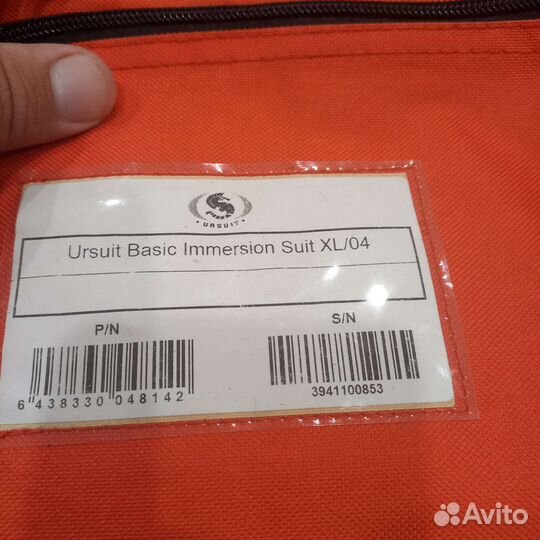 URSUIT
Ursuit Basic Immersion Suit XL/04
P/N
S/N
6 438330 048142
3941100853
Avito